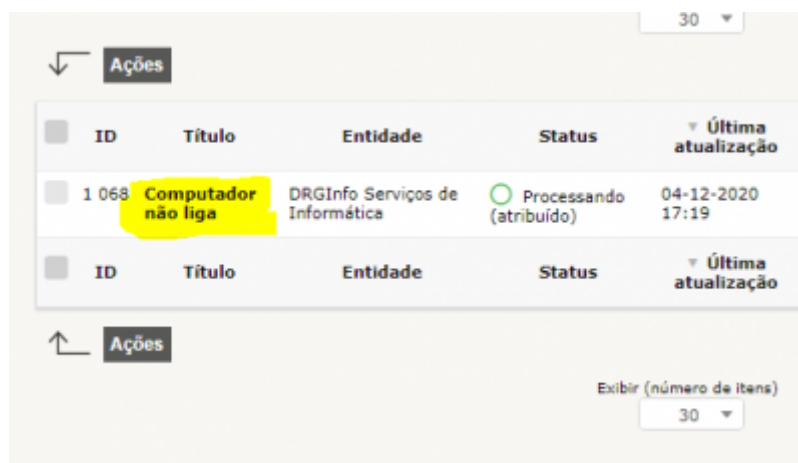 30
Ações
ID Título Entidade Status Última
atualização
1 068 Computador DRGInfo Serviços de Processando 04-12-2020
não liga Informática (atribuído) 17:19
ID Título Entidade Status Última
atualização
Ações
Exibir (número de itens)
30